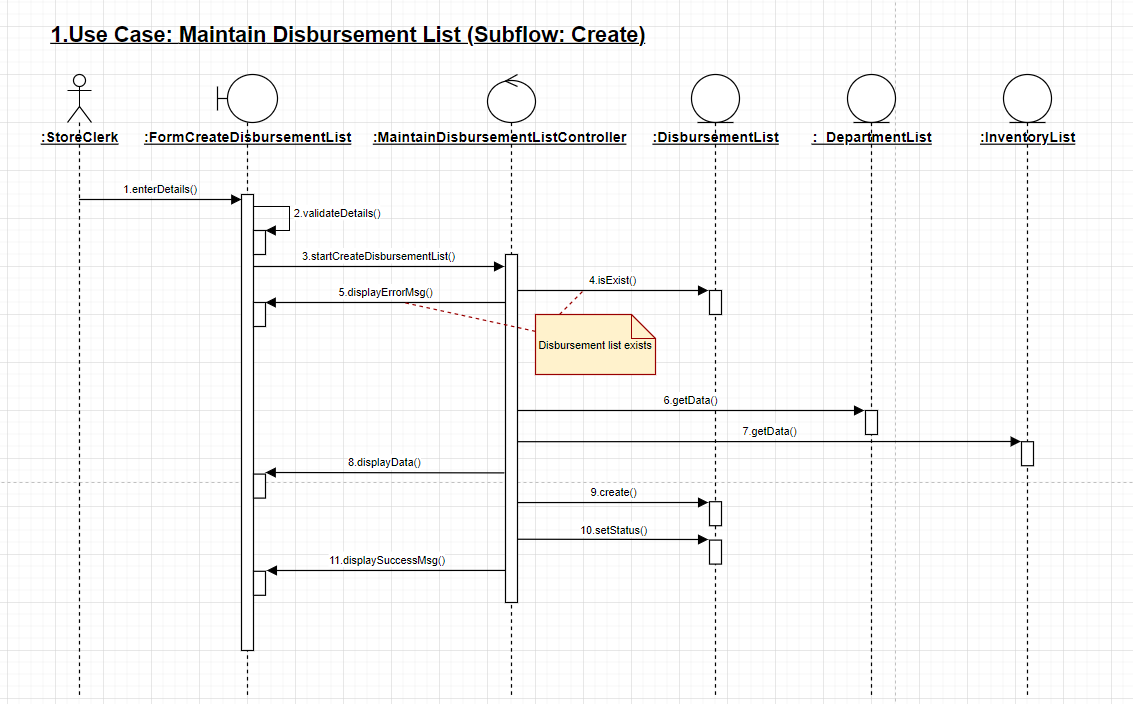 1.Use Case: Maintain Disbursement List (Subflow: Create)
:StoreClerk
:FormCreateDisbursementList
:MaintainDisbursementListController
:DisbursementList
: DepartmentList
:InventoryList
1.enterDetails()
2.validateDetails()
3.startCreateDisbursementList()
4.isExist()
5.displayErrorMsg()
Disbursement list exists
6.getData()
7.getData()
8.displayData()
9.create()
10.setStatus()
11.displaySuccessMsg()